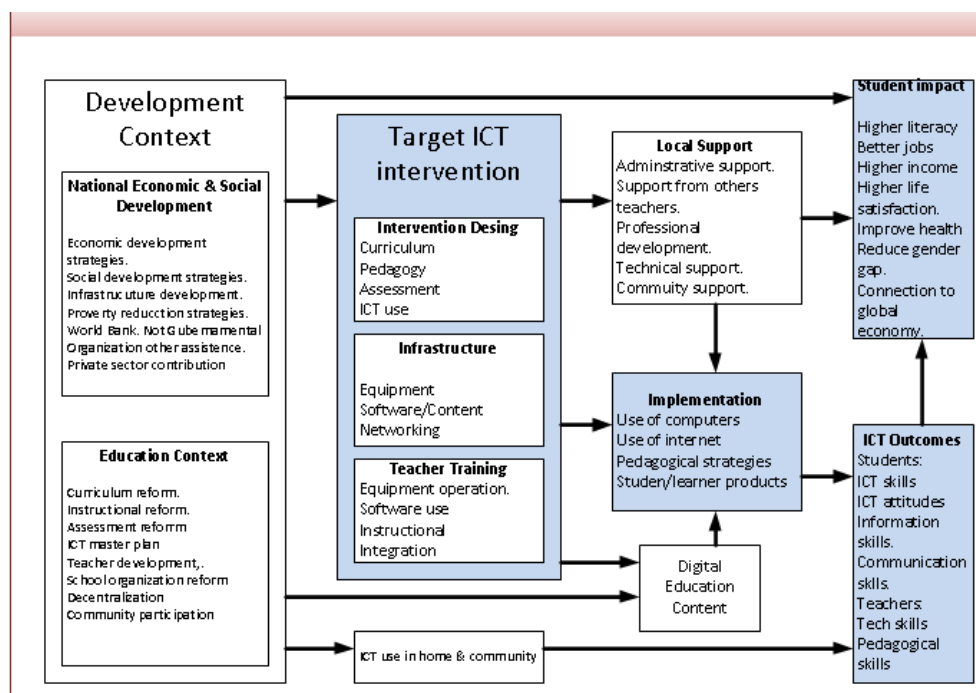 Development
Context
National Economic & Social
Development
Economic development
strategies.
Social development strategies.
Infrastrucuture development.
Proverty reducction strategies.
World Bank. Not Gubernamental
Organization other assistence.
Private sector contribution
Education Context
Curriculum reform.
Instructional reform.
Assessment reforrm
ICT master plan
Teacher development,.
School organization reform
Decentralization
Community participation
Target ICT
intervention
Intervention Desing
Curriculum
Pedagogy
Assessment
ICT use
Infrastructure
Equipment
Software/Content
Networking
Teacher Training
Equipment operation.
Software use
Instructional
Integration
ICT use in home & community
Local Support
Adminstrative support.
Support from others
teachers.
Professional
development.
Technical support.
Commuity support.
Implementation
Use of computers
Use of internet
Pedagogical strategies
Studen/learner products
Digital
Education
Content
Student impact
Higher literacy
Better jobs
Higher income
Higher life
satisfaction.
Improve health
Reduce gender
gap.
Connection to
global
economy.
ICT Outcomes
Students:
ICT skills
ICT attitudes
Information
skills.
Communication
sklls.
Teachers:
Tech skills
Pedagogical
skills